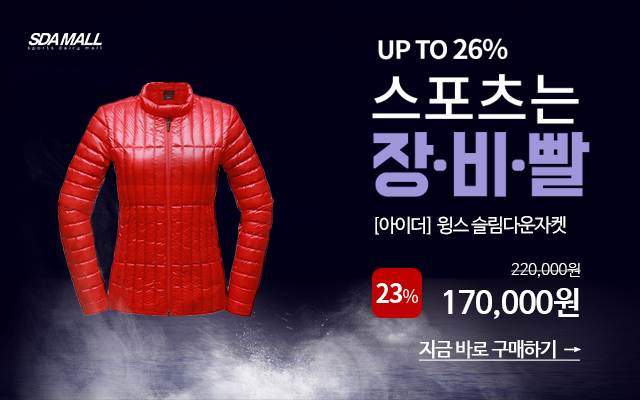 SDA MALL
sports dairy mall
UP TO 26%
스포츠는
장·비·빨
[아이더] 윙스 슬림다운자켓
220,000원
23%
170,000원
지금 바로 구매하기 →